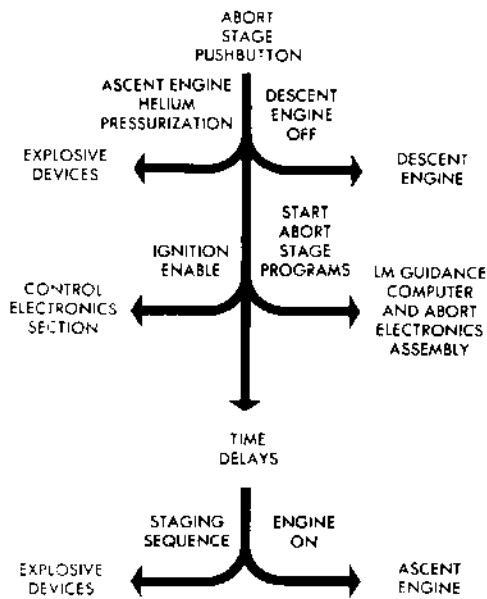 ABORT
STAGE
PUSHBUTTON
ASCENT ENGINE
HELIUM
PRESSURIZATION
DESCENT
ENGINE
OFF
EXPLOSIVE
DEVICES
DESCENT
ENGINE
IGNITION
ENABLE
START
ABORT
STAGE
PROGRAMS
CONTROL
ELECTRONICS
SECTION
LM GUIDANCE
COMPUTER
AND ABORT
ELECTRONICS
ASSEMBLY
TIME
DELAYS
STAGING
SEQUENCE
ENGINE
ON
EXPLOSIVE
DEVICES
ASCENT
ENGINE